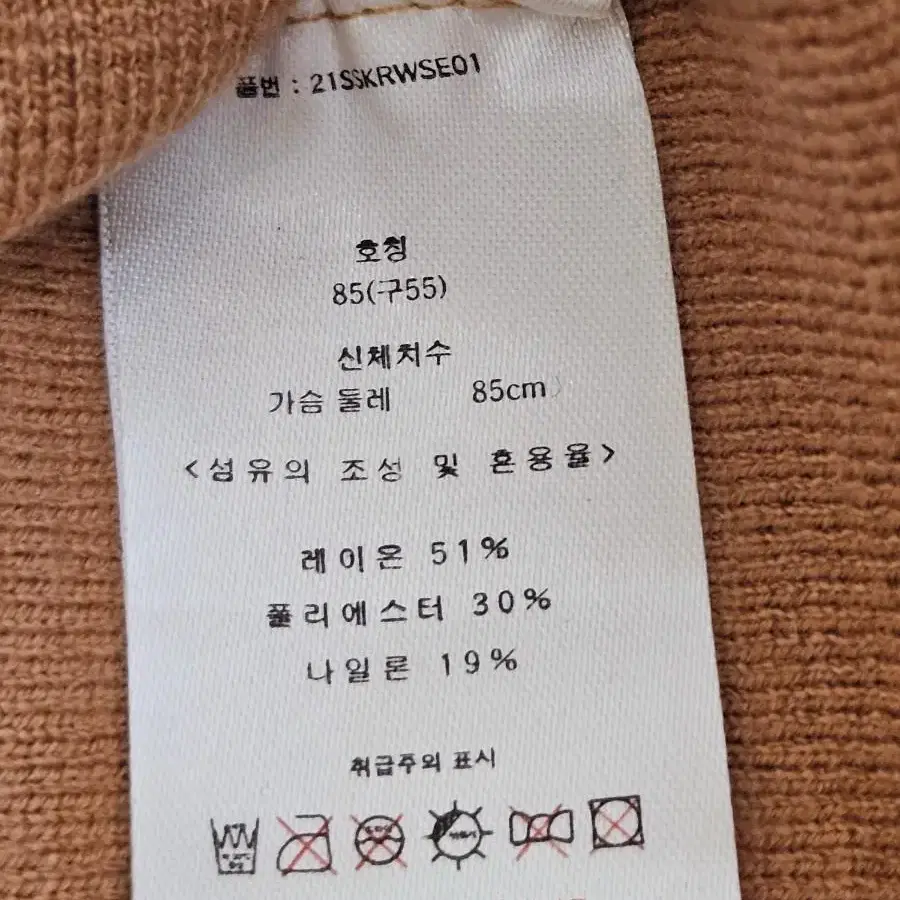 품번 : 21SSKRWSE01
호칭
85(구55)
신체치수
가슴 둘레 85cm
<섬유의 조성 및 혼용율>
레이온 51%
폴리에스터 30%
나일론 19%
취급주의 표시